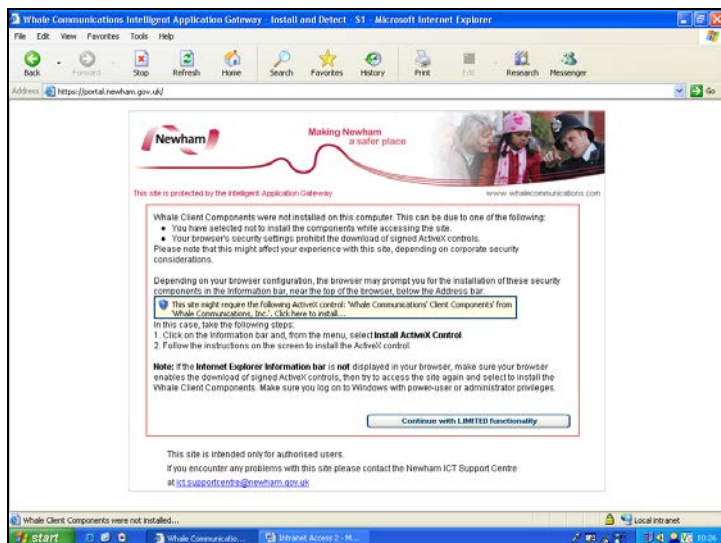 Whale Communications Intelligent Application Gateway - Install and Detect - S1 - Microsoft Internet Explorer
File Edit View Favorites Tools Help
Back Forward Stop Refresh Home Search Favorites History Print Edit Research Messenger
Address https://portal.newham.gov.uk/ Go
Newham
Making Newham
a safer place
This site is protected by the Intelligent Application Gateway
www.whalecommunications.com
Whale Client Components were not installed on this computer. This can be due to one of the following:
• You have selected not to install the components while accessing the site.
• Your browser's security settings prohibit the download of signed ActiveX controls.
Please note that this might affect your experience with this site, depending on corporate security
considerations.
Depending on your browser configuration, the browser may prompt you for the installation of these security
components in the Information bar, near the top of the browser, below the Address bar:
This site might require the following ActiveX control: 'Whale Communications' Client Components' from
'Whale Communications, Inc.'. Click here to install...
In this case, take the following steps:
1. Click on the Information bar and, from the menu, select Install ActiveX Control.
2. Follow the instructions on the screen to install the ActiveX control.
Note: If the Internet Explorer Information bar is not displayed in your browser, make sure your browser
enables the download of signed ActiveX controls, then try to access the site again and select to install the
Whale Client Components. Make sure you log on to Windows with power-user or administrator privileges.
Continue with LIMITED functionality
This site is intended only for authorised users.
If you encounter any problems with this site please contact the Newham ICT Support Centre
at ict.supportcentre@newham.gov.uk
Whale Client Components were not installed... Local intranet
start Whale Communicatio... Intranet Access 2 - M... 10:26